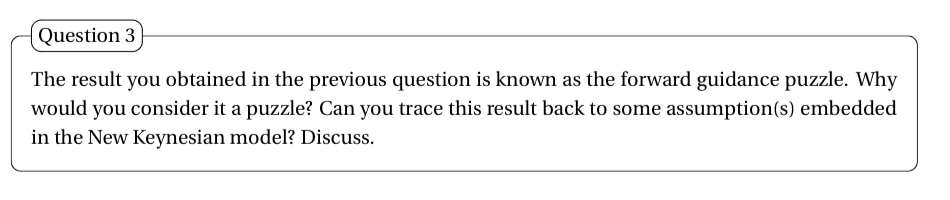 Question 3
The result you obtained in the previous question is known as the forward guidance puzzle. Why
would you consider it a puzzle? Can you trace this result back to some assumption(s) embedded
in the New Keynesian model? Discuss.